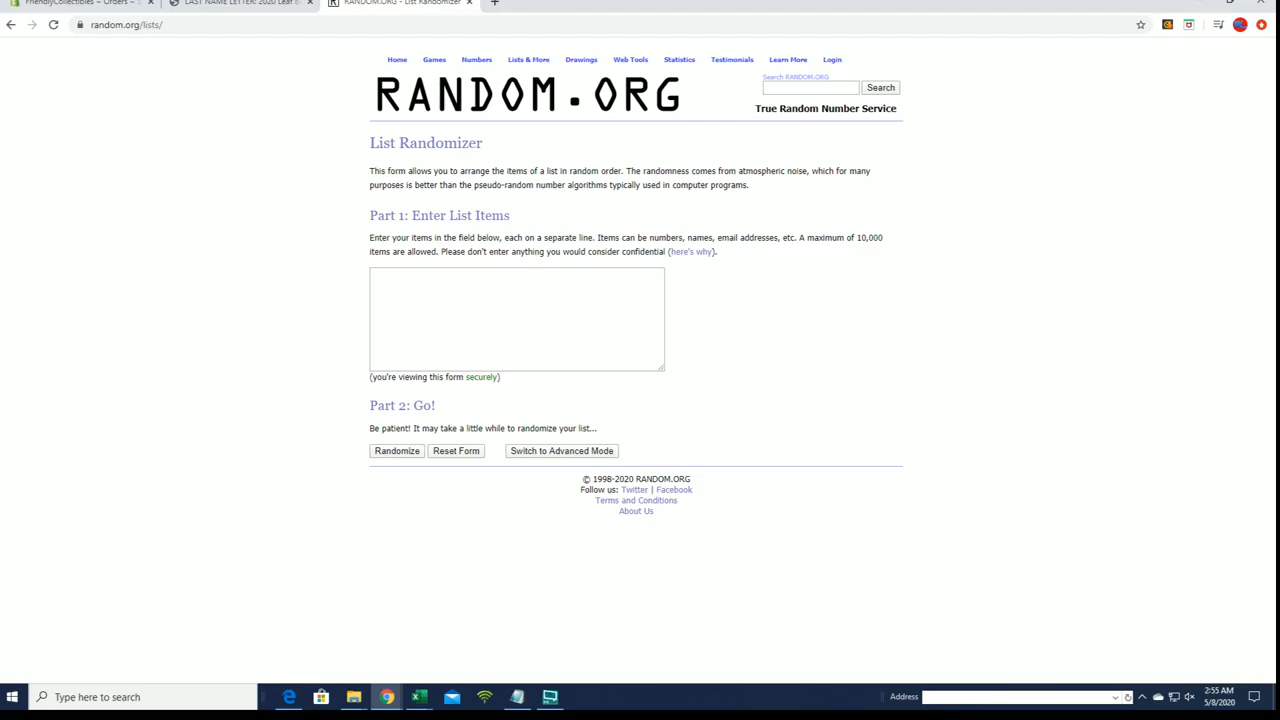 FriendlyCollectibles ~ Orders ~
LAST NAME LETTER: 2020 Leaf
RANDOM.ORG - List Randomizer
random.org/lists/
Home Games Numbers Lists & More Drawings Web Tools Statistics Testimonials Learn More Login
RANDOM.ORG
Search RANDOM.ORG
Search
True Random Number Service
List Randomizer
This form allows you to arrange the items of a list in random order. The randomness comes from atmospheric noise, which for many
purposes is better than the pseudo-random number algorithms typically used in computer programs.
Part 1: Enter List Items
Enter your items in the field below, each on a separate line. Items can be numbers, names, email addresses, etc. A maximum of 10,000
items are allowed. Please don't enter anything you would consider confidential (here's why).
(you're viewing this form securely)
Part 2: Go!
Be patient! It may take a little while to randomize your list...
Randomize Reset Form Switch to Advanced Mode
© 1998-2020 RANDOM.ORG
Follow us: Twitter | Facebook
Terms and Conditions
About Us
Type here to search
Address
2:55 AM
5/8/2020